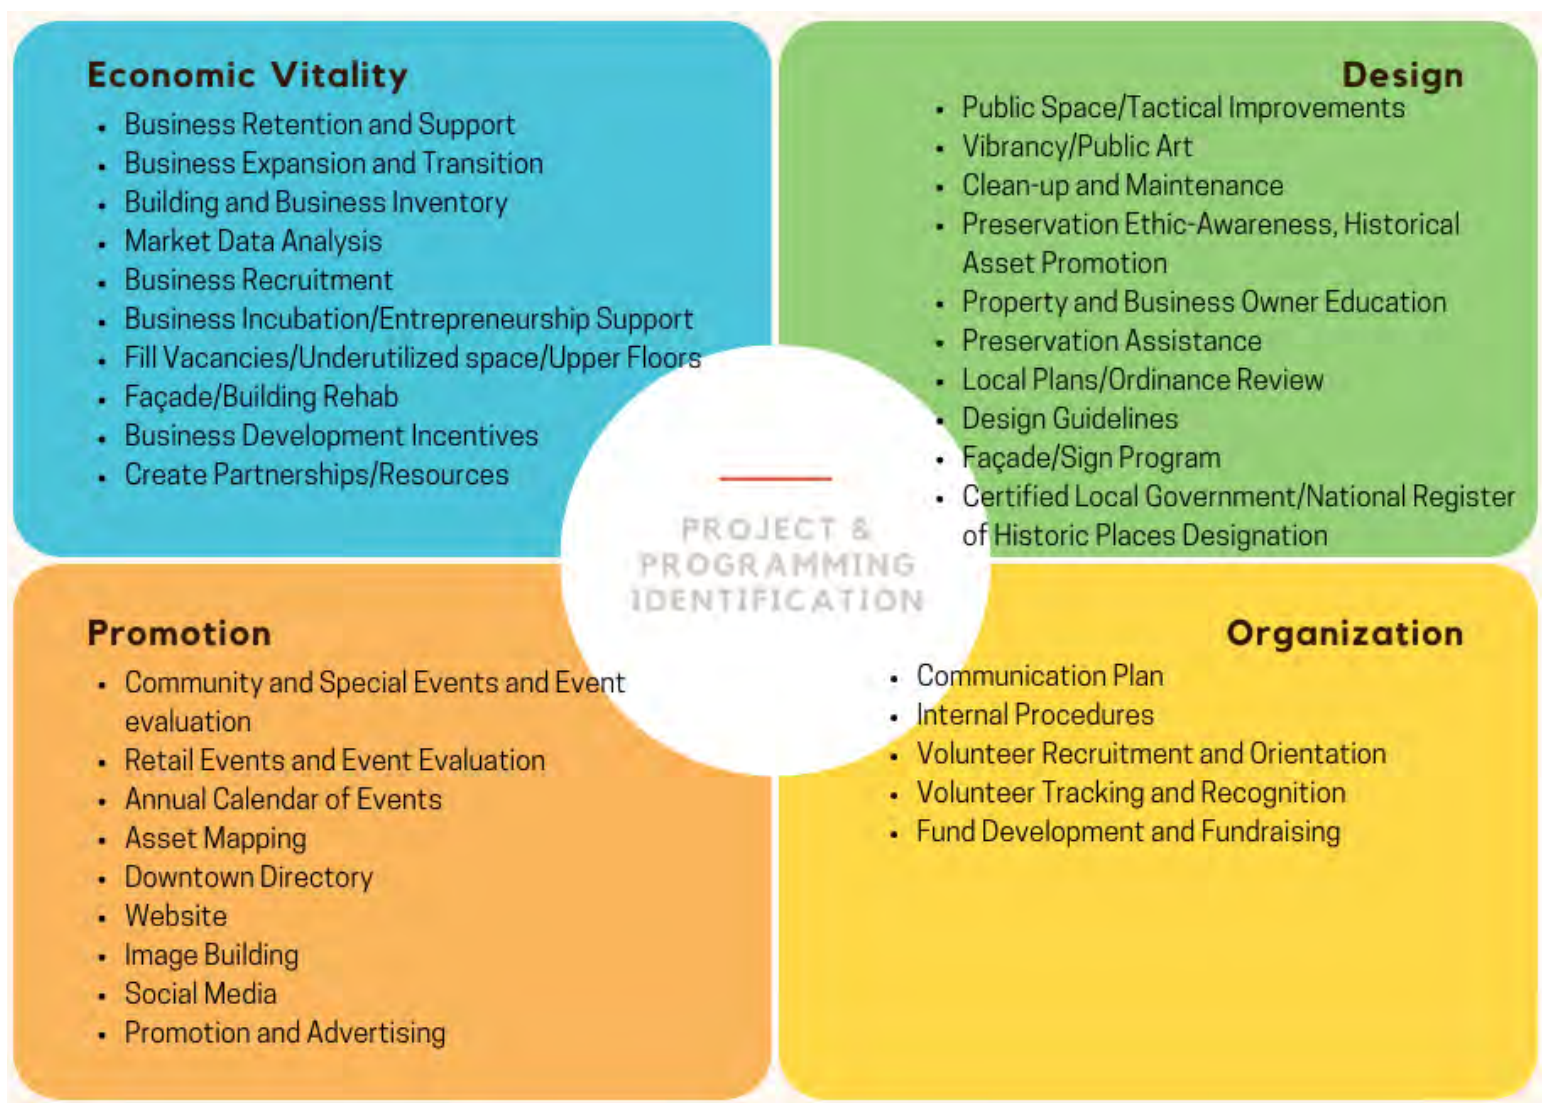 Economic Vitality
• Business Retention and Support
• Business Expansion and Transition
• Building and Business Inventory
• Market Data Analysis
• Business Recruitment
• Business Incubation/Entrepreneurship Support
• Fill Vacancies/Underutilized space/Upper Floors
• Façade/Building Rehab
• Business Development Incentives
• Create Partnerships/Resources
Design
• Public Space/Tactical Improvements
• Vibrancy/Public Art
• Clean-up and Maintenance
• Preservation Ethic-Awareness, Historical
Asset Promotion
• Property and Business Owner Education
• Preservation Assistance
• Local Plans/Ordinance Review
• Design Guidelines
• Façade/Sign Program
• Certified Local Government/National Register
of Historic Places Designation
PROJECT &
PROGRAMMING
IDENTIFICATION
Promotion
• Community and Special Events and Event
evaluation
• Retail Events and Event Evaluation
• Annual Calendar of Events
• Asset Mapping
• Downtown Directory
• Website
• Image Building
• Social Media
• Promotion and Advertising
Organization
• Communication Plan
• Internal Procedures
• Volunteer Recruitment and Orientation
• Volunteer Tracking and Recognition
• Fund Development and Fundraising